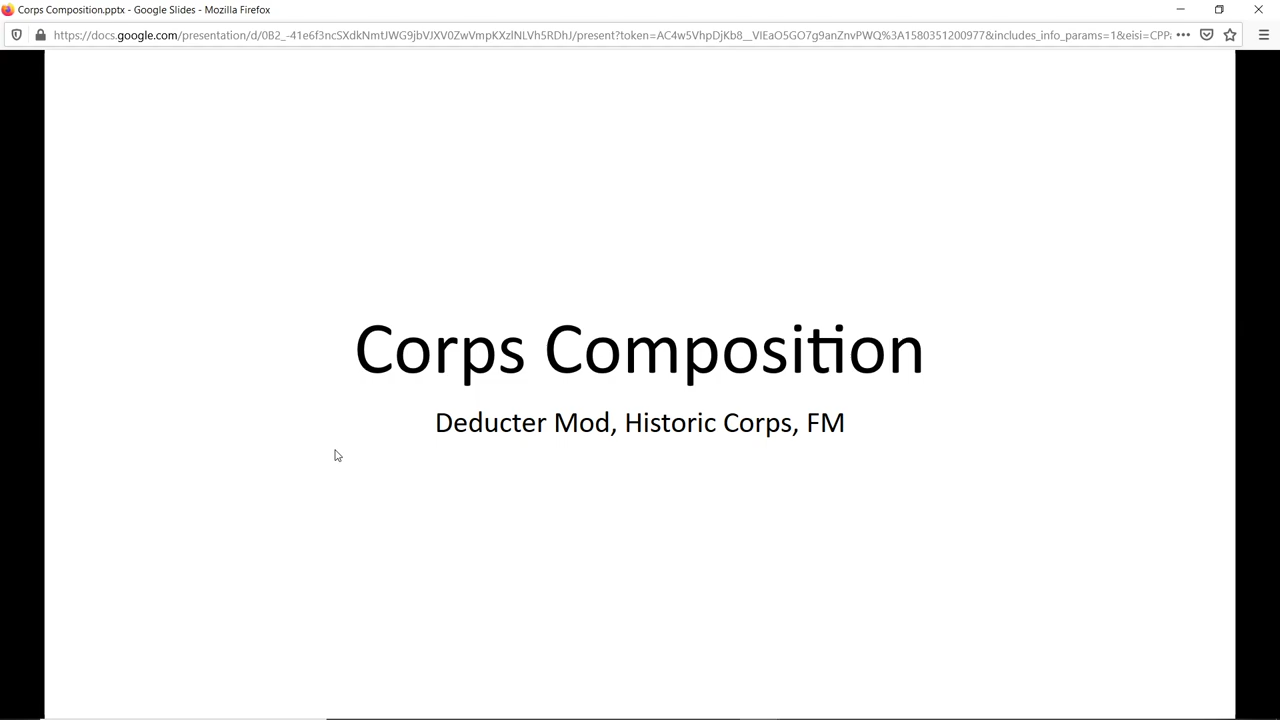 Corps Composition.pptx - Google Slides - Mozilla Firefox
https://docs.google.com/presentation/d/0B2_-41e6f3ncSXdkNmtJWG9jbVJXV0ZwVmpKXzlNLVh5RDhJ/present?token=AC4w5VhpDjKb8__VIEaO5GO7g9anZnvPWQ%3A1580351200977&includes_info_params=1&eisi=CPPa
Corps Composition
Deducter Mod, Historic Corps, FM